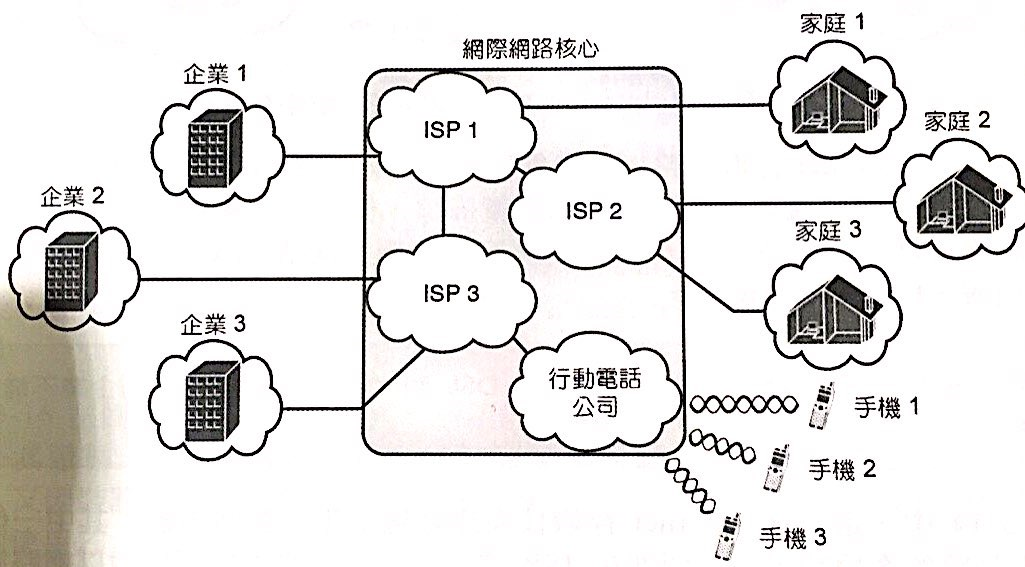 家庭 1
網際網路核心
企業 1
ISP 1
家庭 2
企業 2
ISP 2
家庭 3
ISP 3
企業 3
行動電話
公司
手機 1
手機 2
手機 3